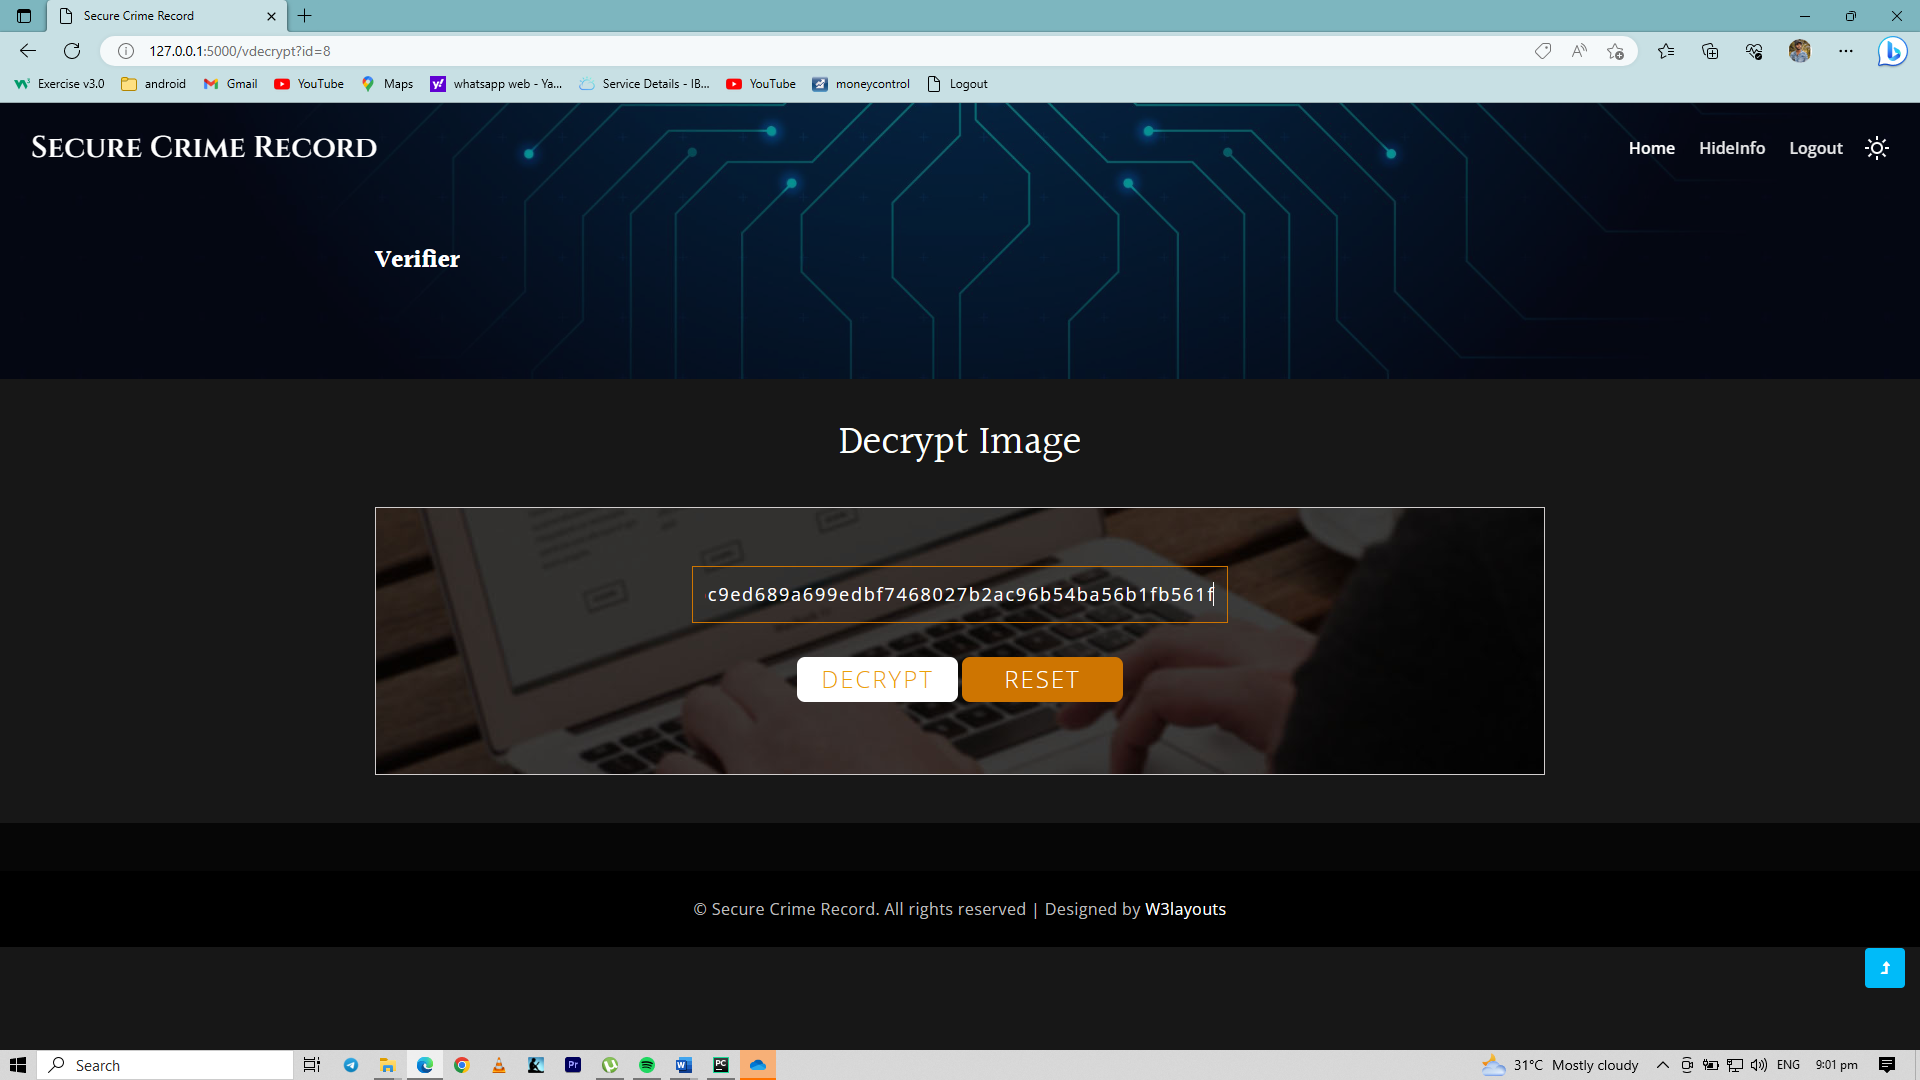 Secure Crime Record
127.0.0.1:5000/vdecrypt?id=8
Exercise v3.0 android Gmail YouTube Maps whatsapp web - Ya... Service Details - IB... YouTube moneycontrol Logout
Secure Crime Record
Home HideInfo Logout
Verifier
Decrypt Image
c9ed689a699edbf7468027b2ac96b54ba56b1fb561f
DECRYPT RESET
© Secure Crime Record. All rights reserved | Designed by W3layouts
Search
31°C Mostly cloudy ENG 9:01 pm